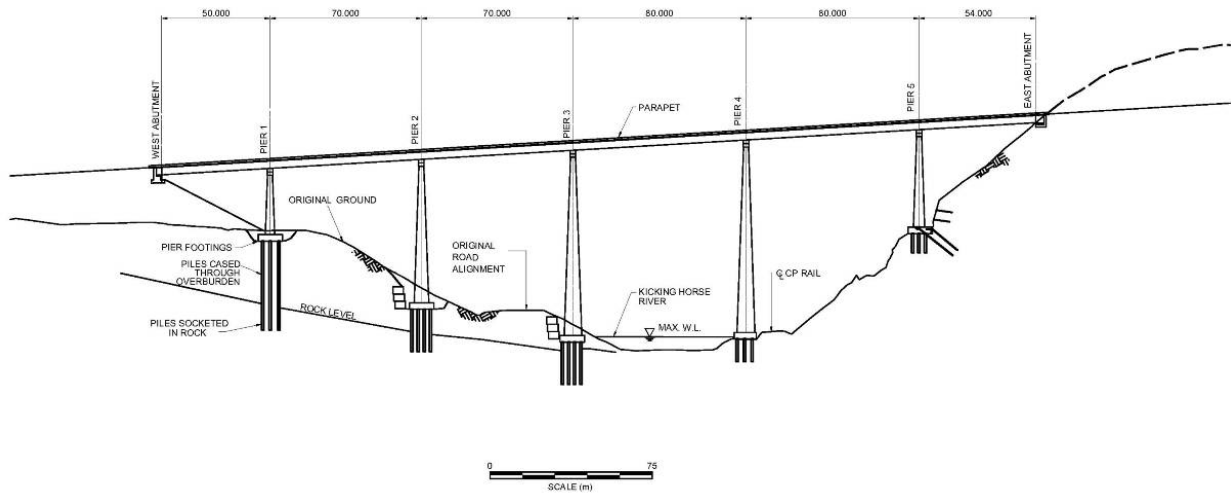 50.000 70.000 70.000 80.000 80.000 54.000
WEST ABUTMENT
PIER 1
PIER 2
PIER 3
PIER 4
PIER 5
EAST ABUTMENT
PARAPET
ORIGINAL GROUND
PIER FOOTINGS
PILES CASED
THROUGH
OVERBURDEN
ROCK LEVEL
PILES SOCKETED
IN ROCK
ORIGINAL
ROAD
ALIGNMENT
KICKING HORSE
RIVER
MAX. W.L.
℄ CP RAIL
0 75
SCALE (m)